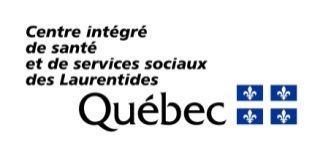 Centre intégré
de santé
et de services sociaux
des Laurentides
Québec